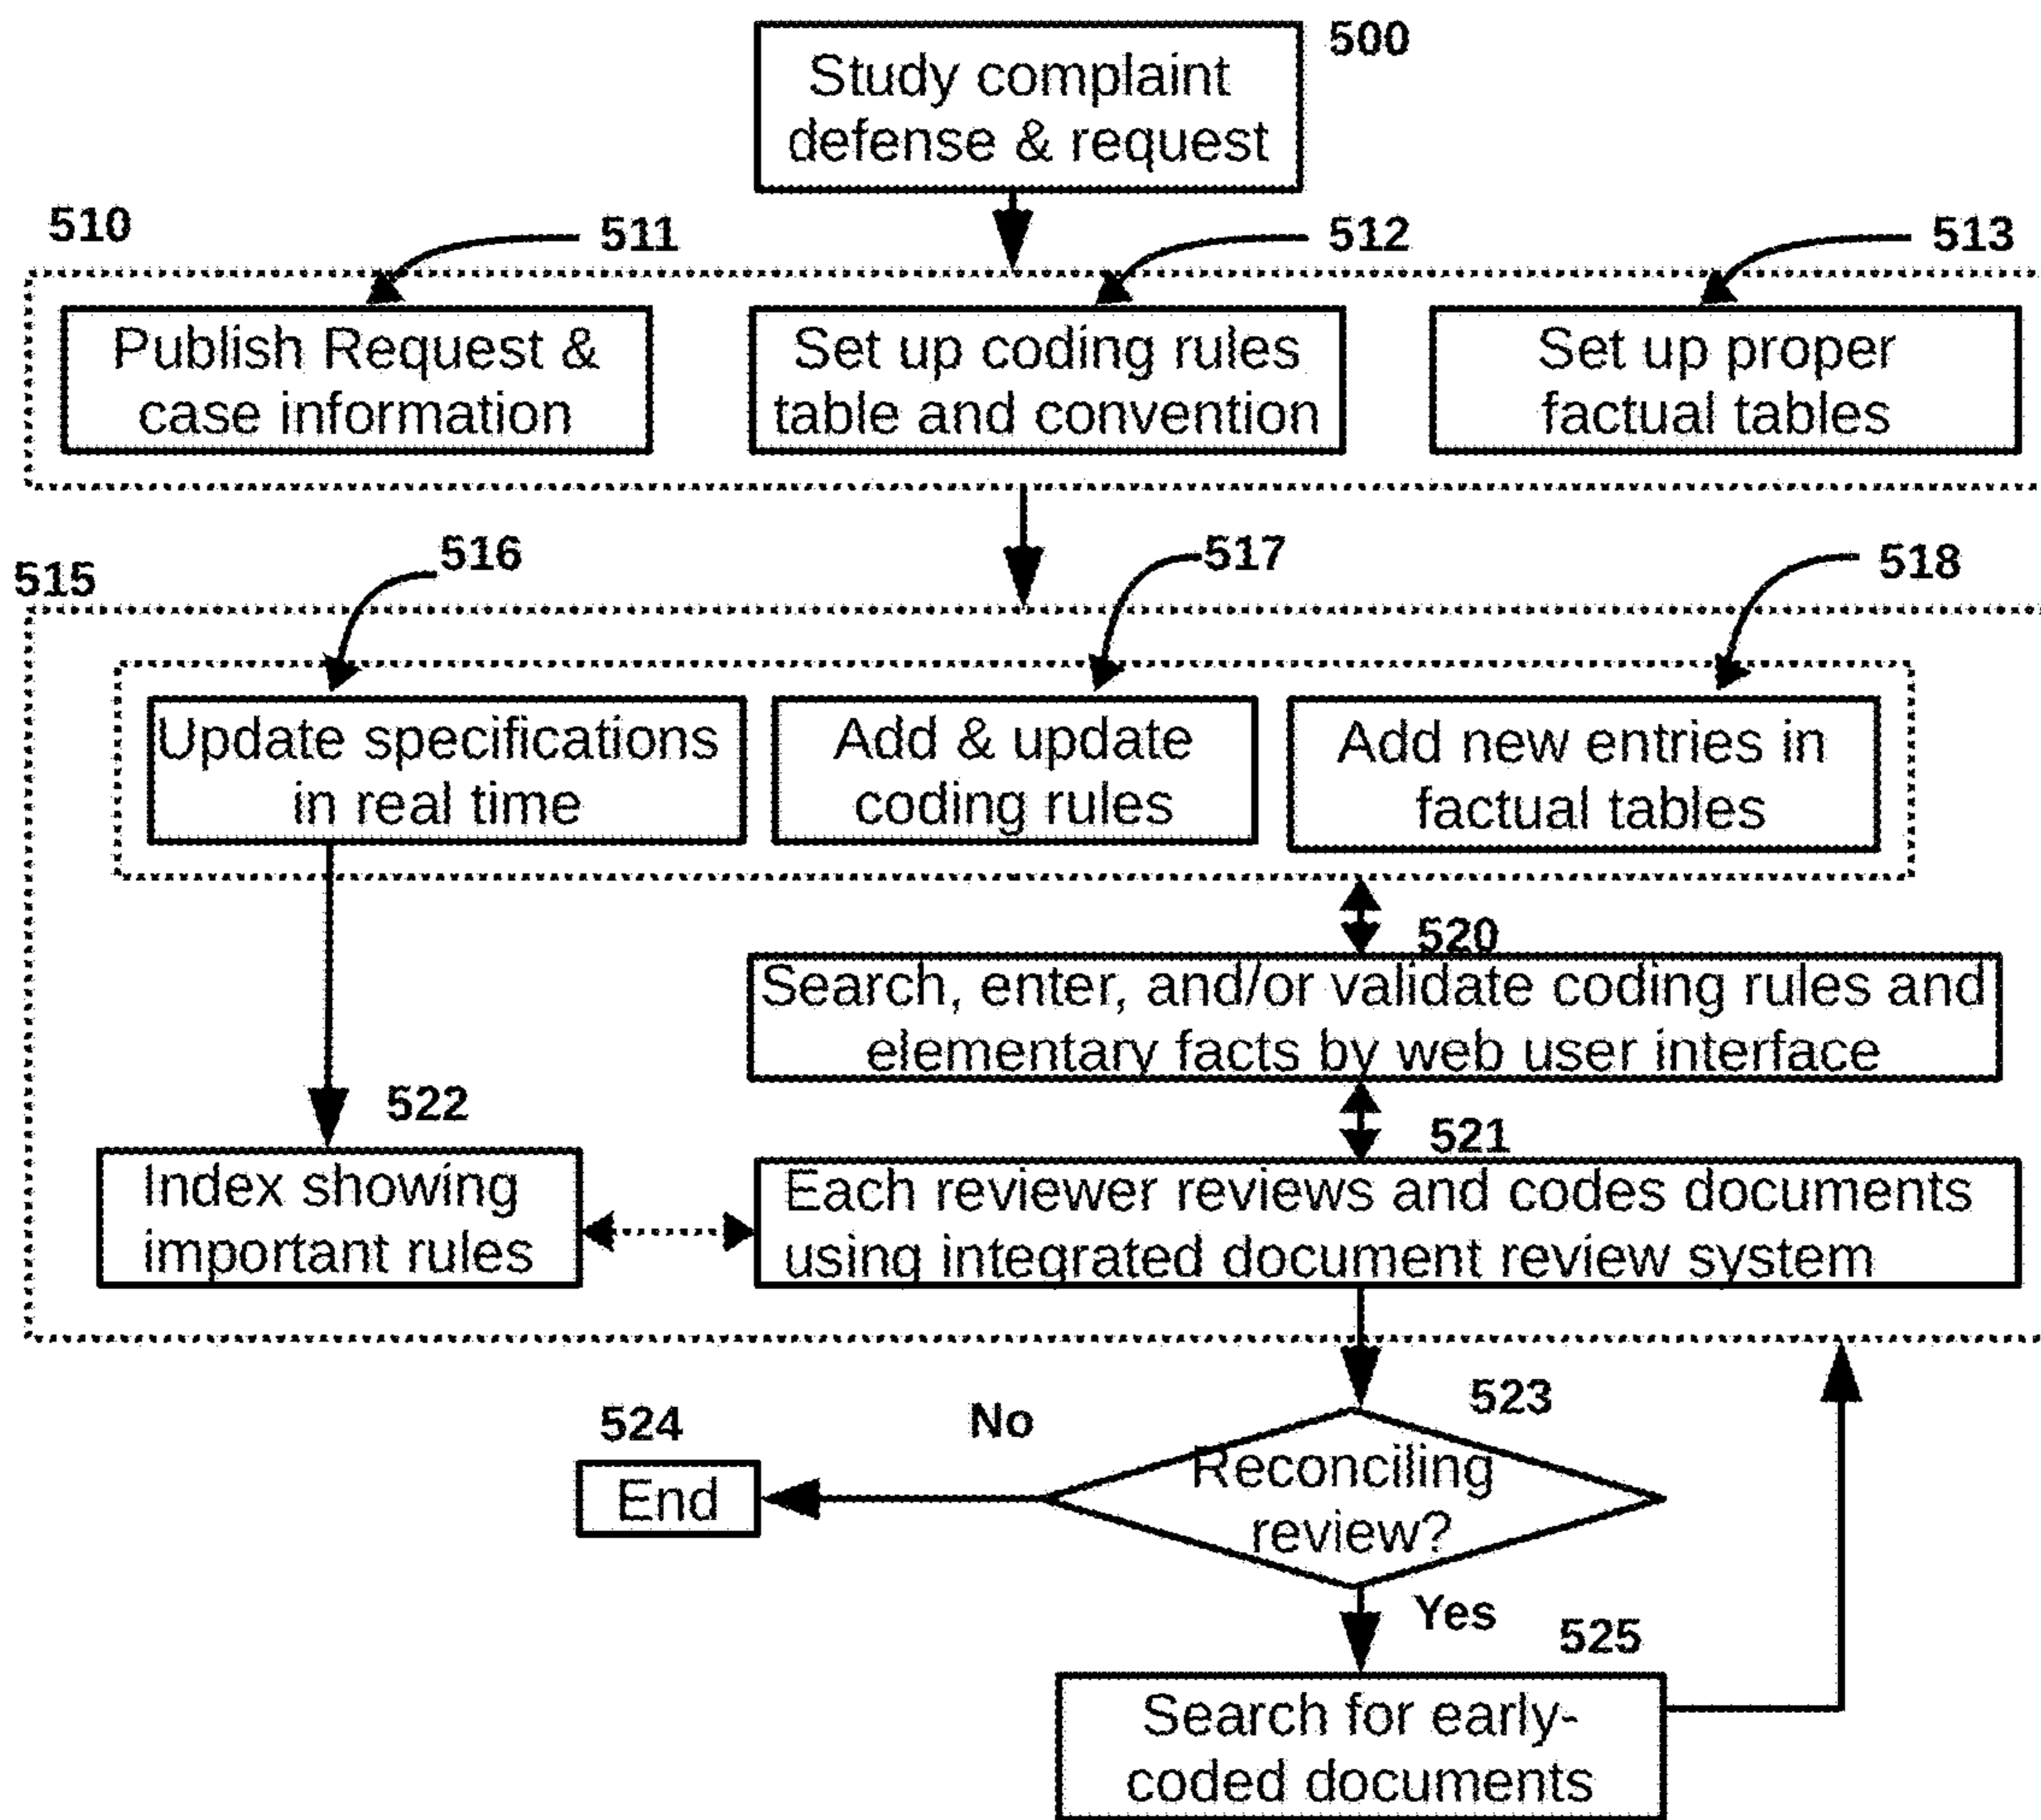 500
Study complaint
defense & request
510
511
512
513
Publish Request &
case information
Set up coding rules
table and convention
Set up proper
factual tables
515
516
517
518
Update specifications
in real time
Add & update
coding rules
Add new entries in
factual tables
520
Search, enter, and/or validate coding rules and
elementary facts by web user interface
522
521
Index showing
important rules
Each reviewer reviews and codes documents
using integrated document review system
523
524
No
Reconciling
review?
End
Yes
525
Search for early-
coded documents